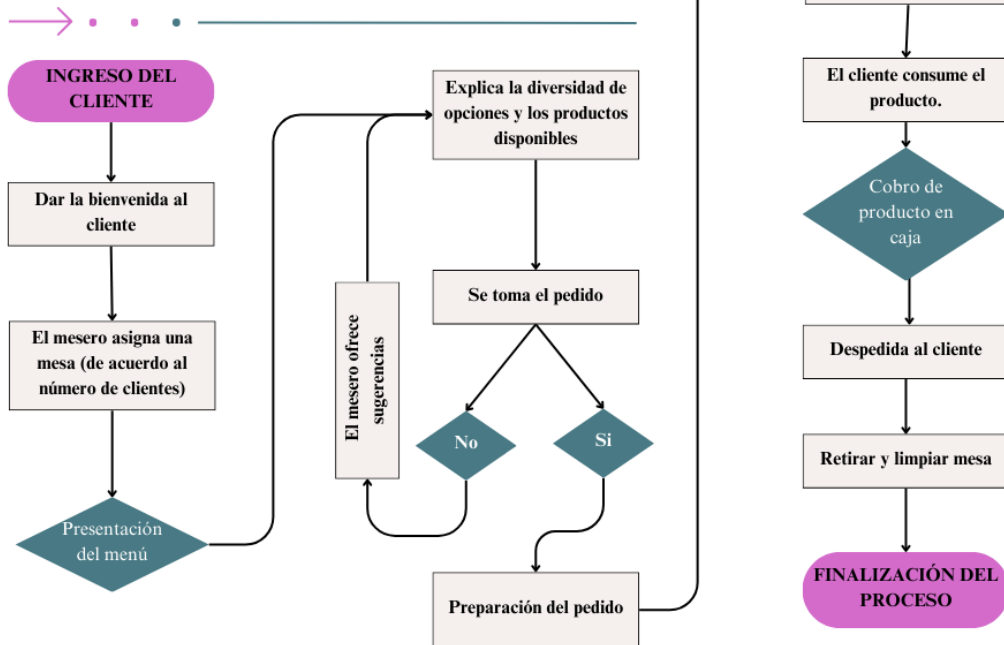 INGRESO DEL
CLIENTE
Dar la bienvenida al
cliente
El mesero asigna una
mesa (de acuerdo al
número de clientes)
Presentación
del menú
Explica la diversidad de
opciones y los productos
disponibles
Se toma el pedido
El mesero ofrece
sugerencias
No
Si
Preparación del pedido
El cliente consume el
producto.
Cobro de
producto en
caja
Despedida al cliente
Retirar y limpiar mesa
FINALIZACIÓN DEL
PROCESO